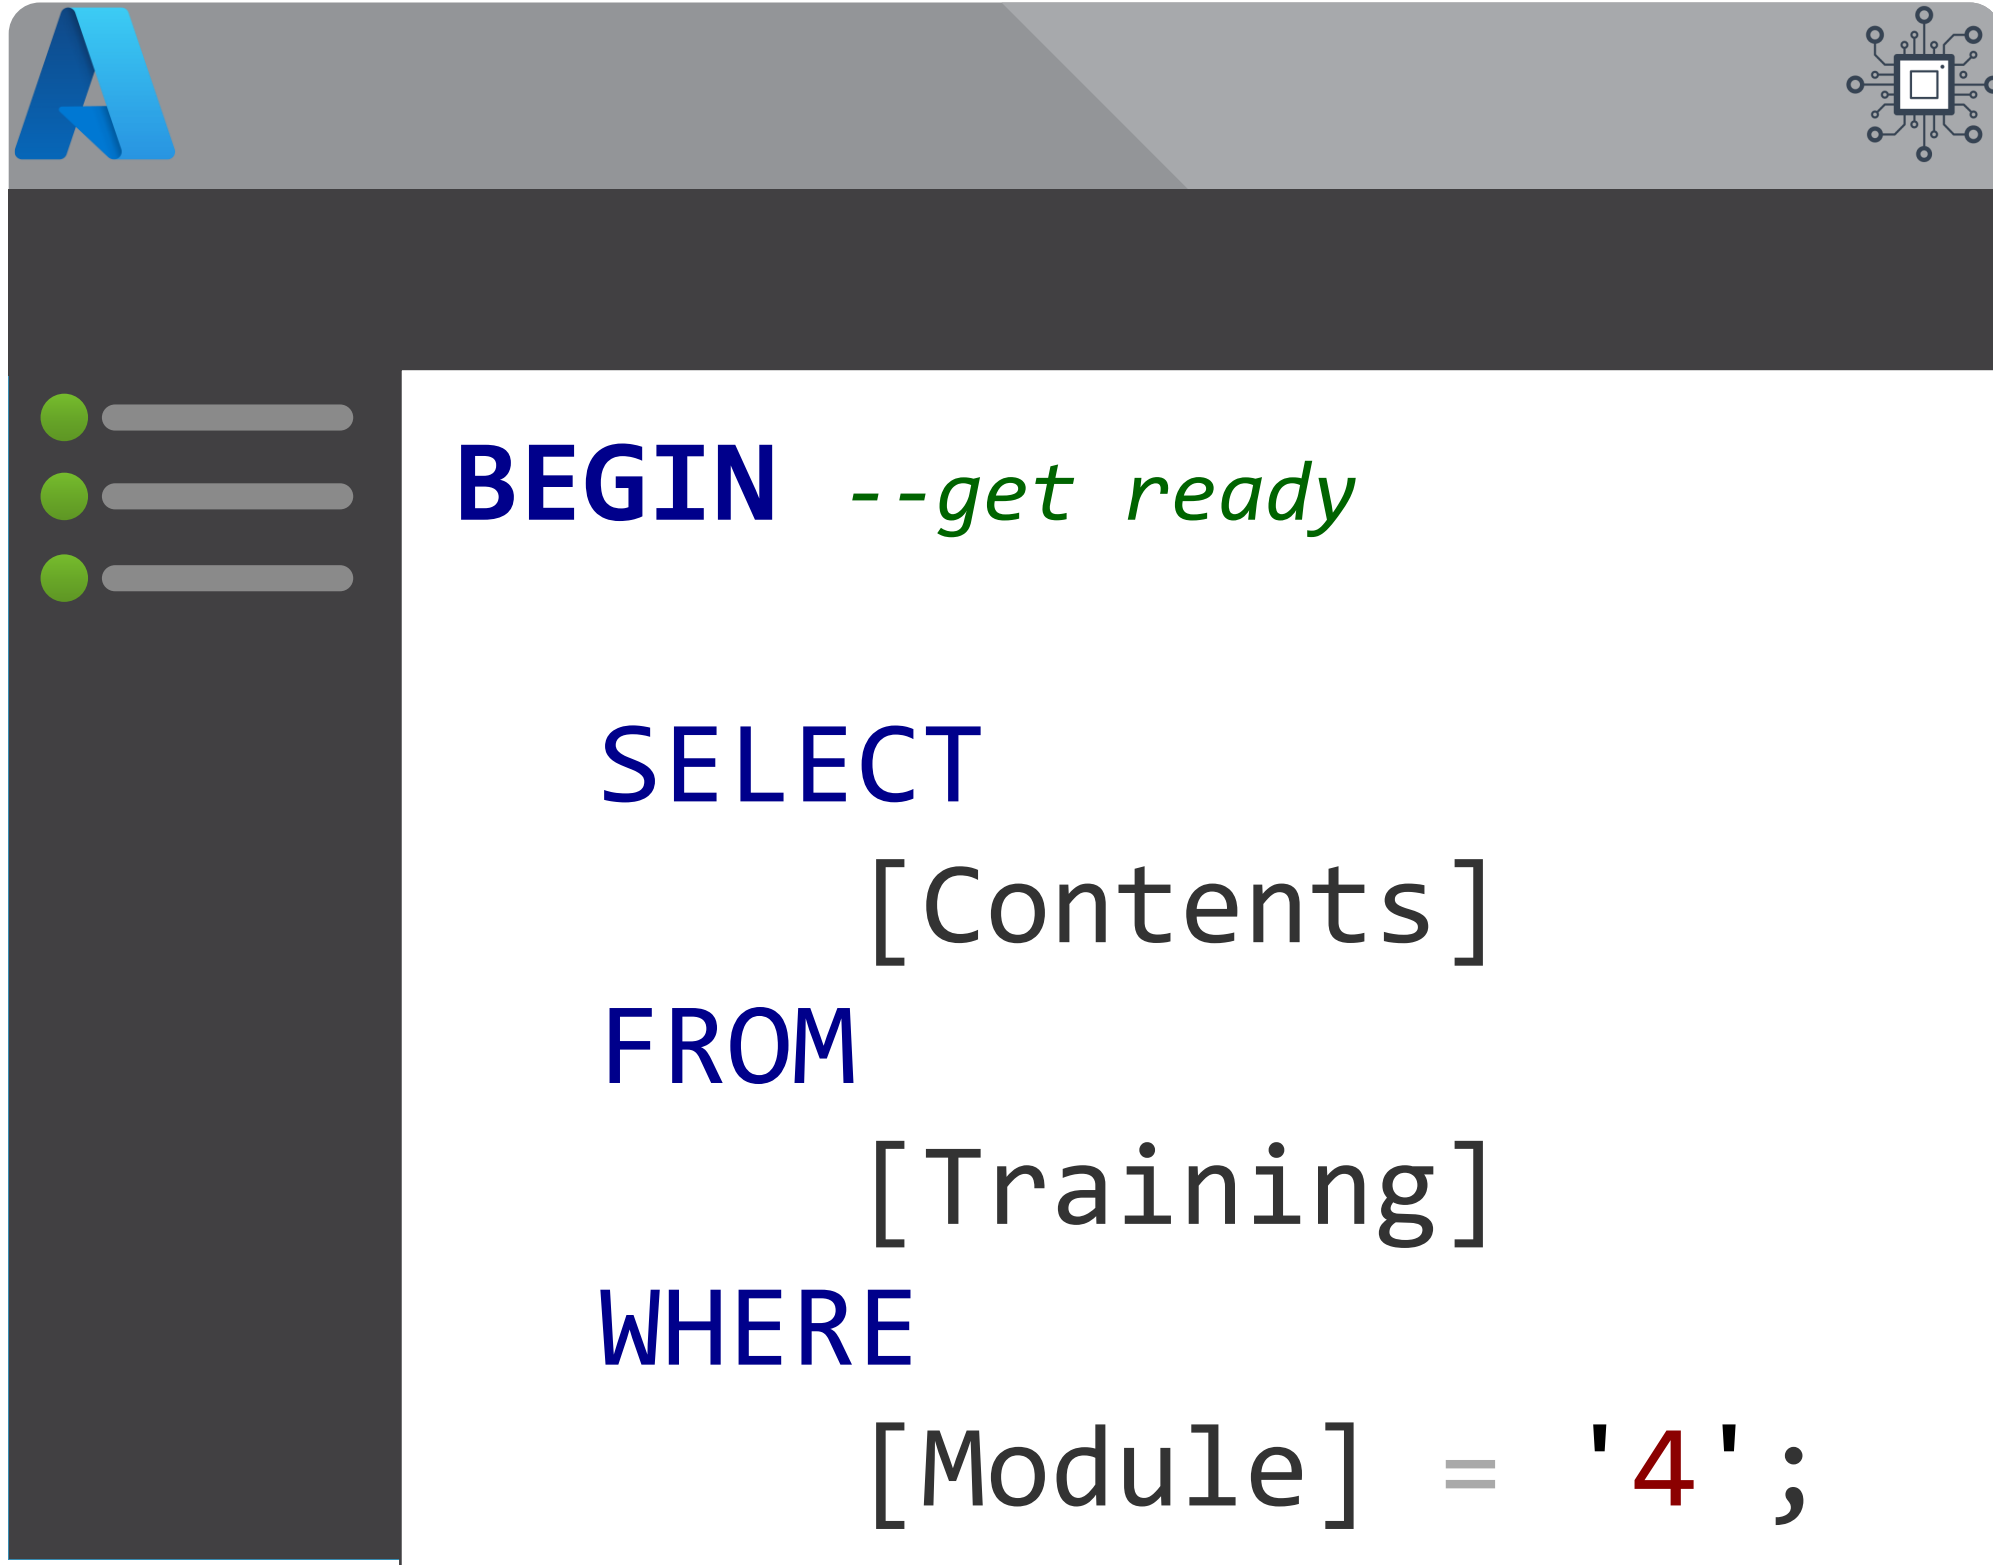 BEGIN --get ready
SELECT
[Contents]
FROM
[Training]
WHERE
[Module] = '4';